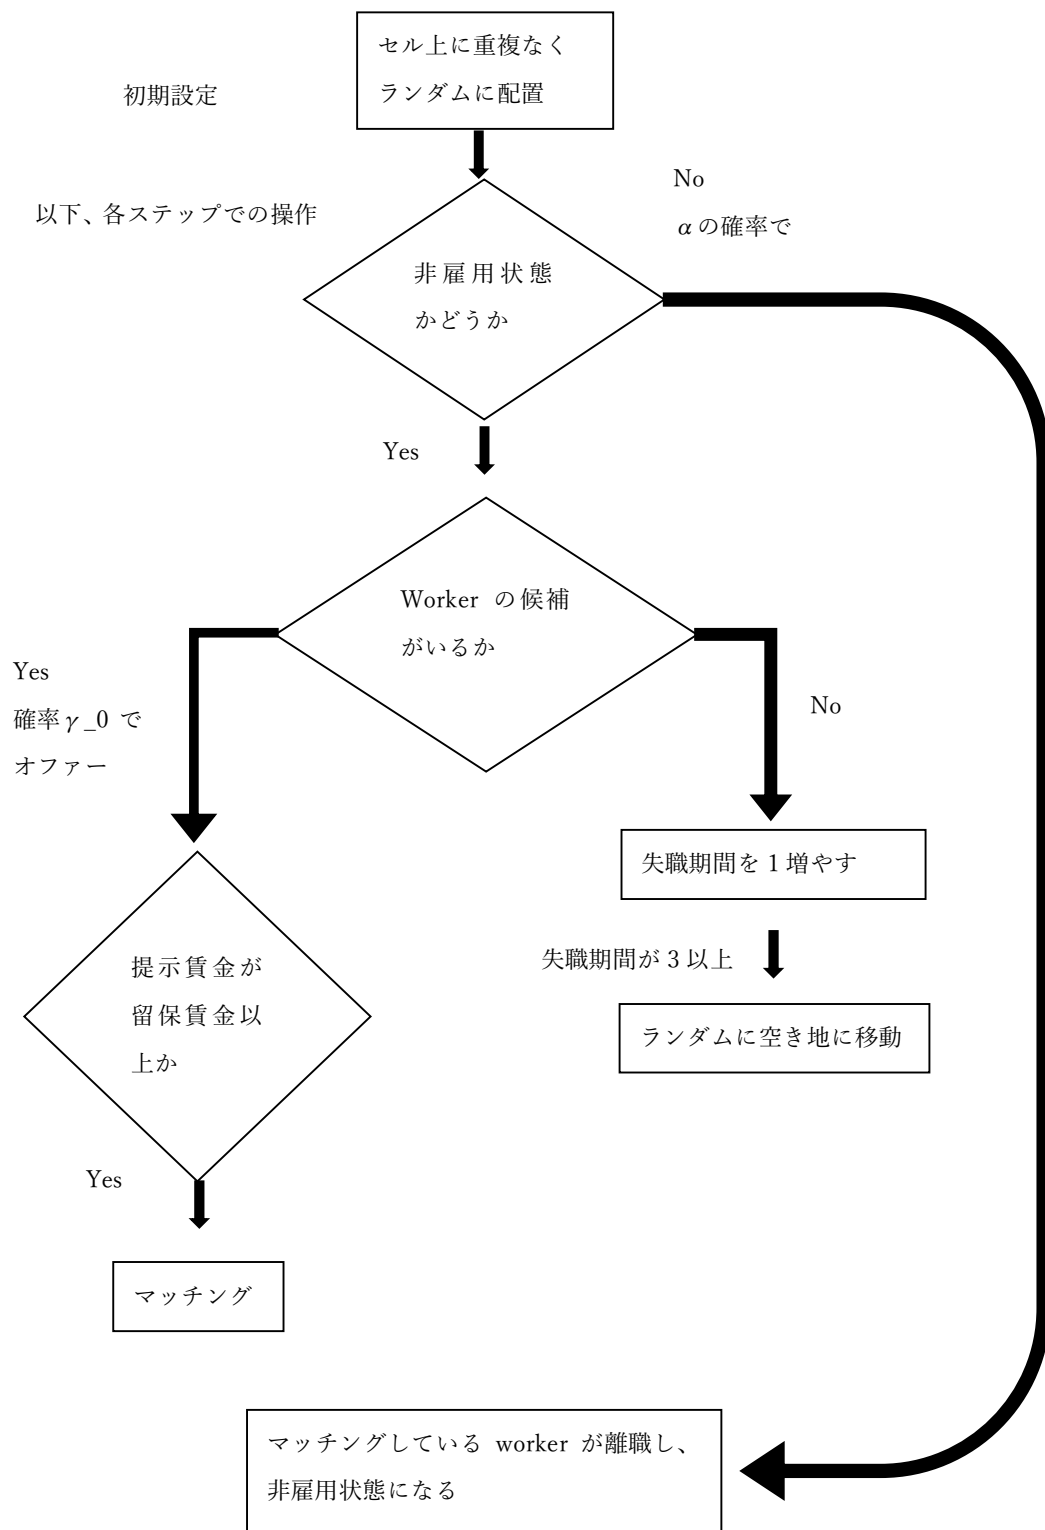 セル上に重複なく
ランダムに配置
初期設定
No
αの確率で
以下、各ステップでの操作
非雇用状態
かどうか
Yes
Worker の候補
がいるか
Yes
確率γ_0 で
オファー
No
失職期間を1増やす
失職期間が3以上
ランダムに空き地に移動
提示賃金が
留保賃金以
上か
Yes
マッチング
マッチングしている worker が離職し、
非雇用状態になる